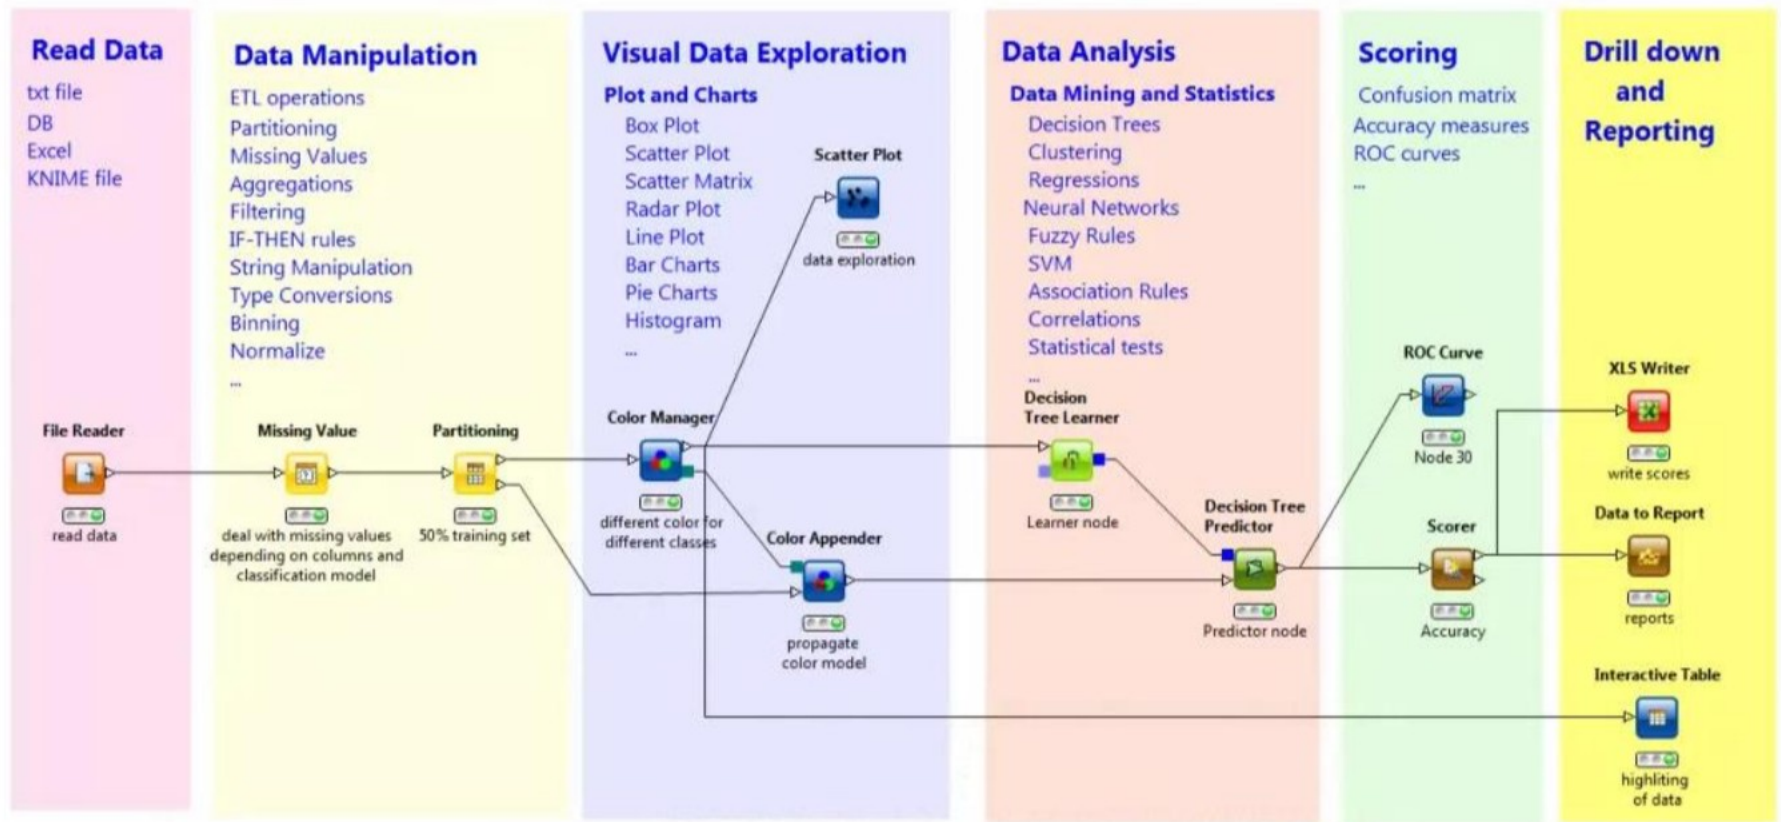 Read Data
txt file
DB
Excel
KNIME file
File Reader
read data
Data Manipulation
ETL operations
Partitioning
Missing Values
Aggregations
Filtering
IF-THEN rules
String Manipulation
Type Conversions
Binning
Normalize
...
Missing Value
deal with missing values
depending on columns and
classification model
Partitioning
50% training set
Visual Data Exploration
Plot and Charts
Box Plot
Scatter Plot
Scatter Matrix
Radar Plot
Line Plot
Bar Charts
Pie Charts
Histogram
...
Scatter Plot
data exploration
Color Manager
different color for
different classes
Color Appender
propagate
color model
Data Analysis
Data Mining and Statistics
Decision Trees
Clustering
Regressions
Neural Networks
Fuzzy Rules
SVM
Association Rules
Correlations
Statistical tests
...
Decision
Tree Learner
Learner node
Decision Tree
Predictor
Predictor node
Scoring
Confusion matrix
Accuracy measures
ROC curves
...
ROC Curve
Node 30
Scorer
Accuracy
Drill down
and
Reporting
XLS Writer
write scores
Data to Report
reports
Interactive Table
highliting
of data